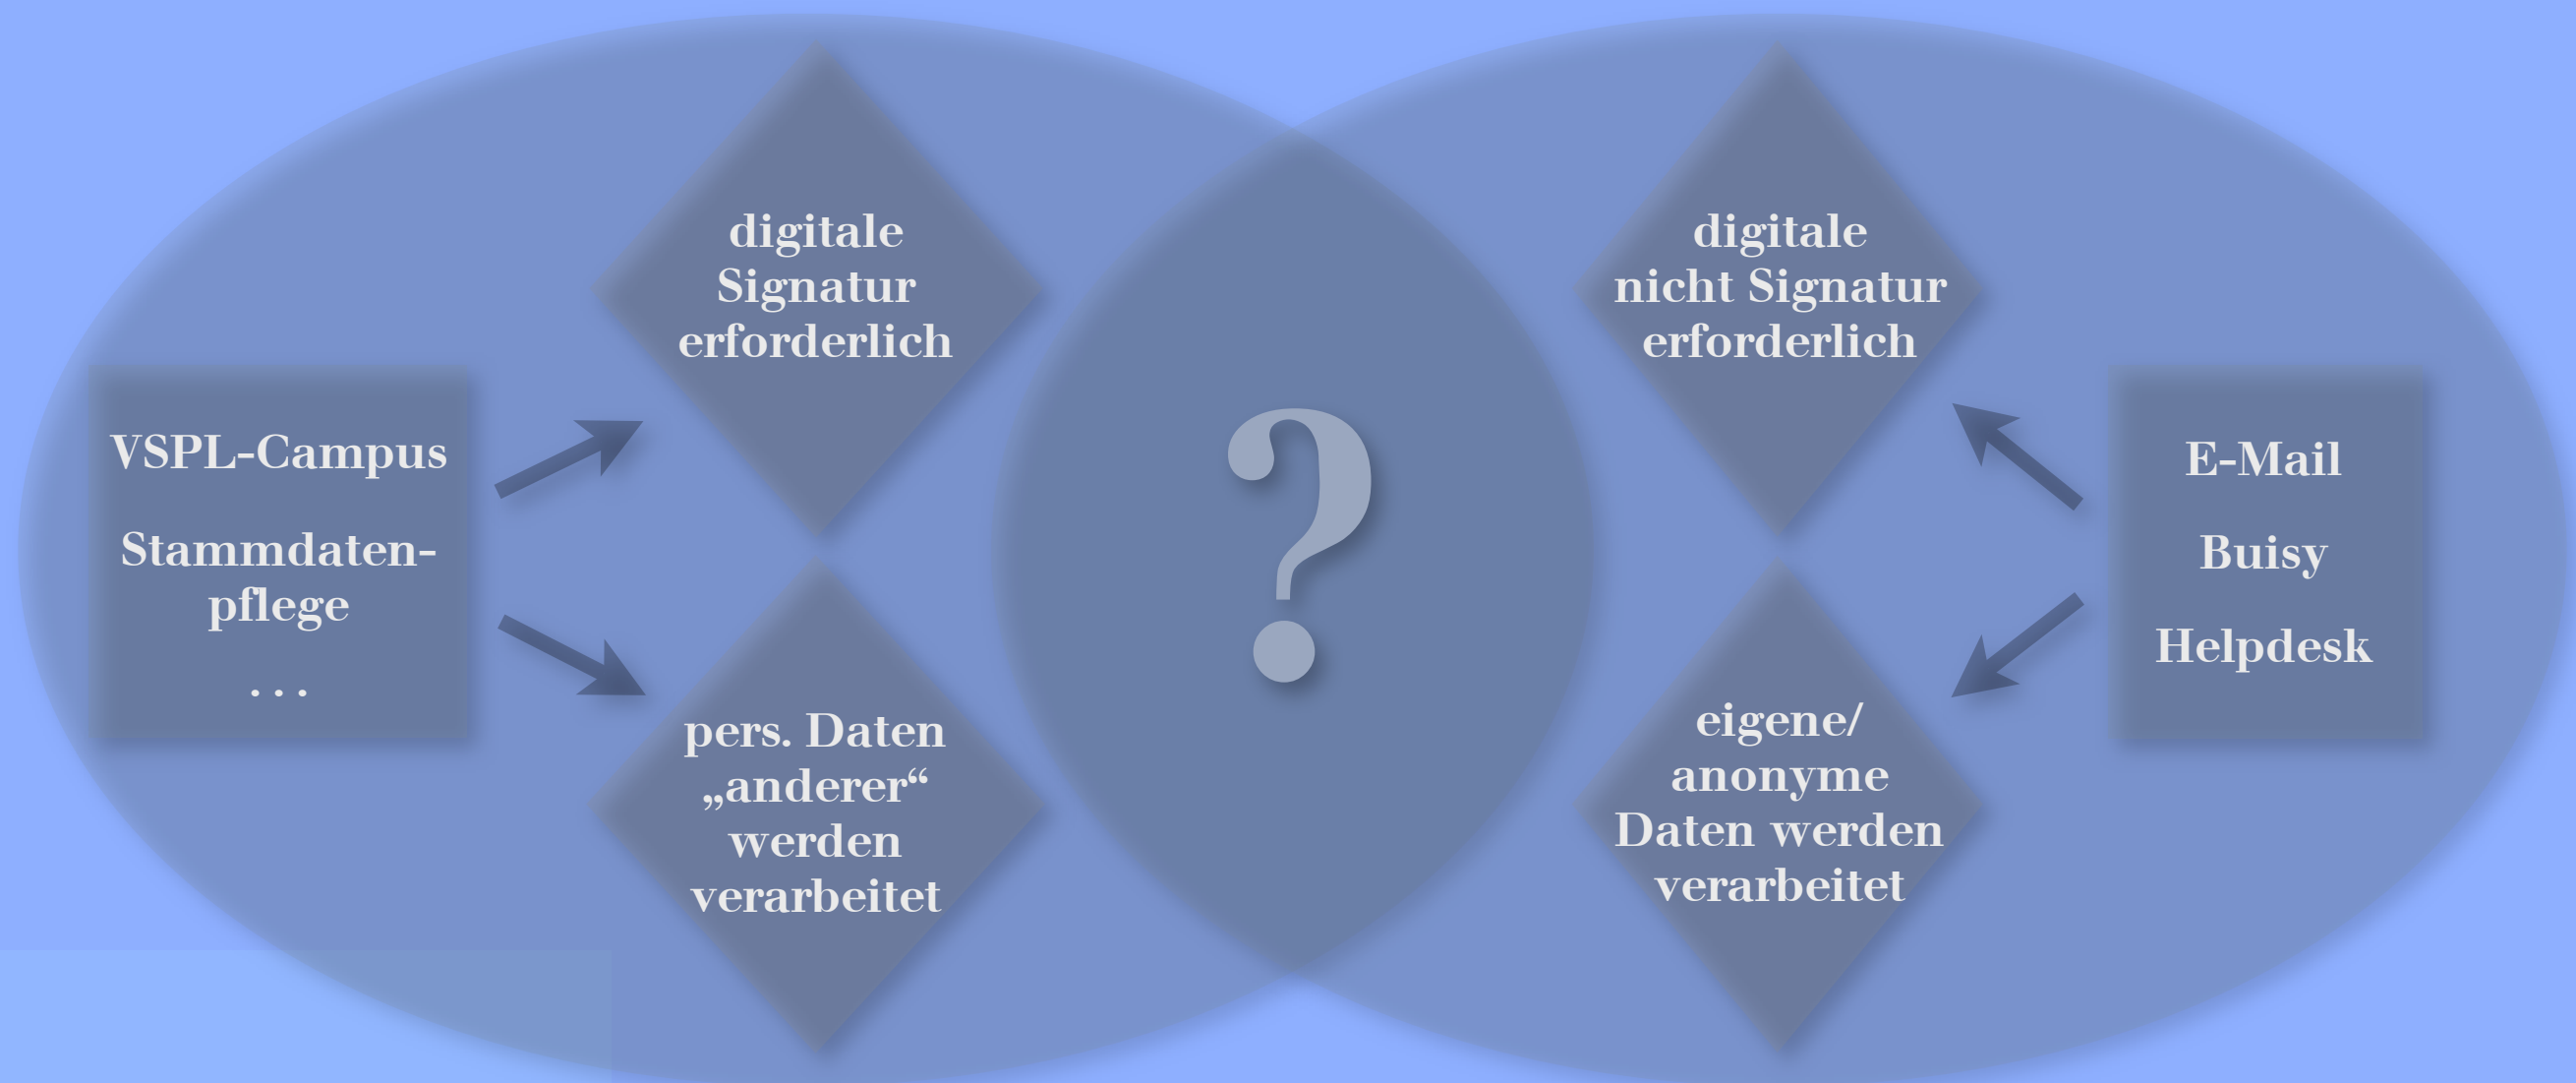 digitale
Signatur
erforderlich
VSPL-Campus
Stammdaten-
pflege
...
pers. Daten
„anderer“
werden
verarbeitet
?
digitale
nicht Signatur
erforderlich
eigene/
anonyme
Daten werden
verarbeitet
E-Mail
Buisy
Helpdesk